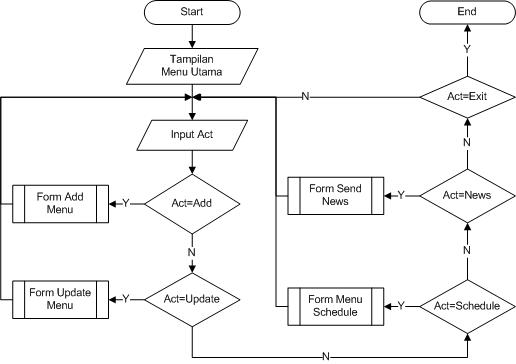 Start
Tampilan
Menu Utama
Input Act
Act=Add
Y
Form Add
Menu
N
Act=Update
Y
Form Update
Menu
N
Act=Schedule
Y
Form Menu
Schedule
N
Act=News
Y
Form Send
News
N
Act=Exit
N
Y
End